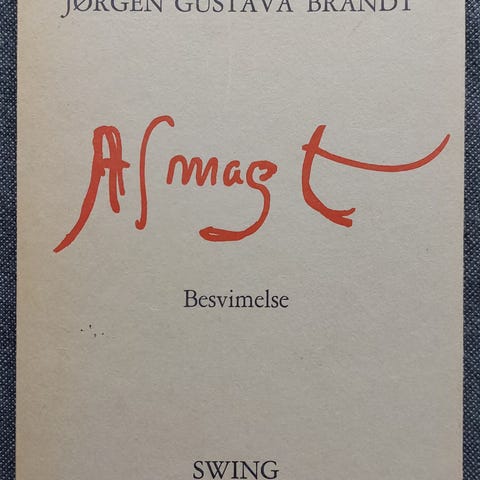 JØRGEN GUSTAVA BRANDT
Afmagt
Besvimelse
SWING